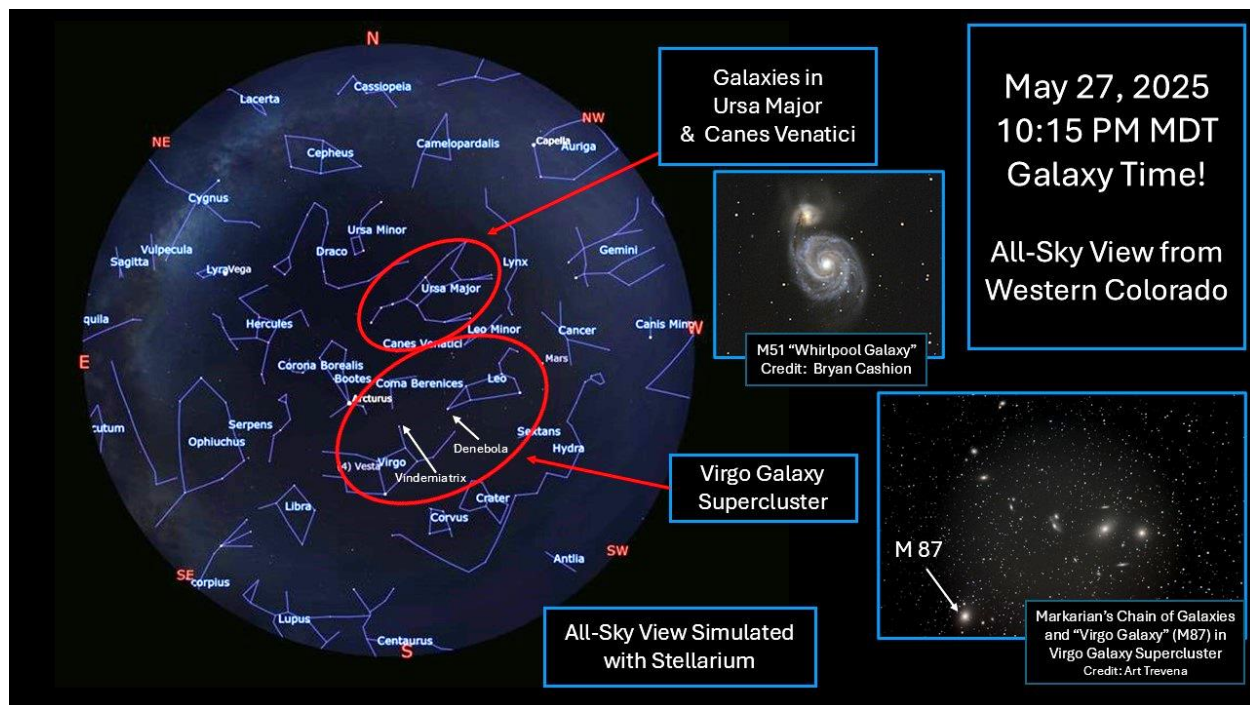 N
Cassiopeia
Lacerta
NW
Capella
Auriga
Camelopardalis
Cepheus
NE
Cygnus
Ursa Minor
Draco
Vulpecula
Sagitta
Lyra
Vega
Lynx
Gemini
Ursa Major
quila
Hercules
Leo Minor
Cancer
Canis Mino
W
Canes Venatici
E
Corona Borealis
Mars
Bootes
Coma Berenices
Leo
Arcturus
cutum
Serpens
Ophiuchus
Sextans
Denebola
Hydra
(4) Vesta
Virgo
Vindemiatrix
Crater
Libra
Corvus
Antlia
SW
SE
corpius
Lupus
Centaurus
S
Galaxies in
Ursa Major
& Canes Venatici
May 27, 2025
10:15 PM MDT
Galaxy Time!
All-Sky View from
Western Colorado
M51 “Whirlpool Galaxy”
Credit: Bryan Cashion
Virgo Galaxy
Supercluster
M 87
Markarian’s Chain of Galaxies
and “Virgo Galaxy” (M87) in
Virgo Galaxy Supercluster
Credit: Art Trevena
All-Sky View Simulated
with Stellarium